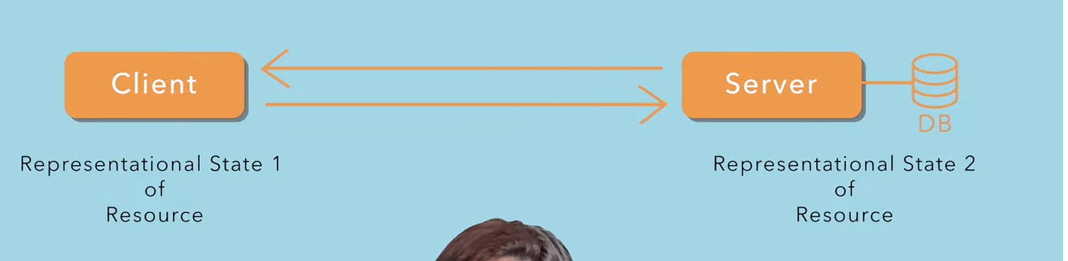 Client
Server
DB
Representational State 1
of
Resource
Representational State 2
of
Resource